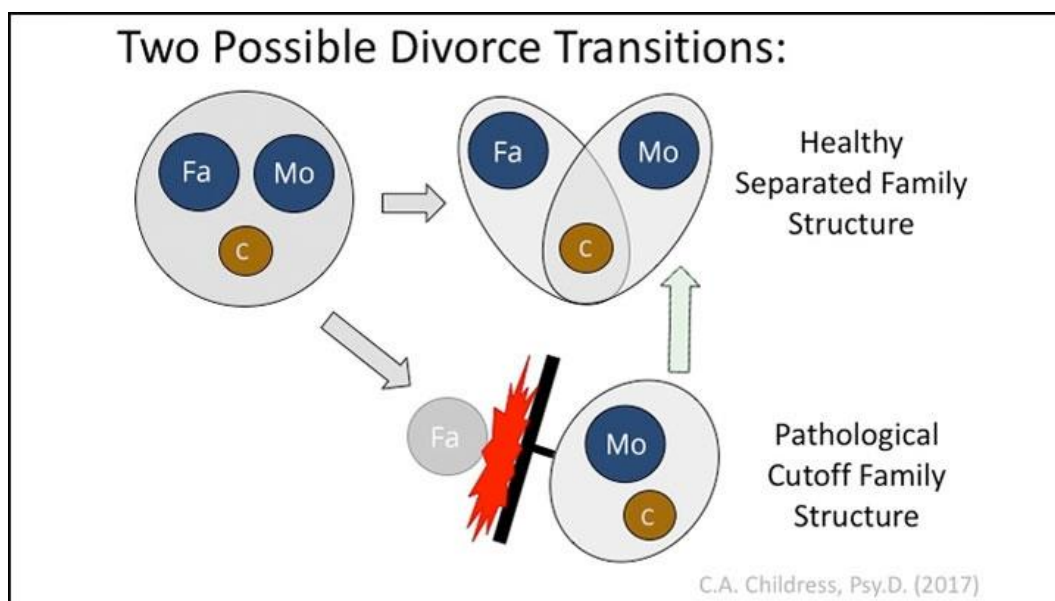 Two Possible Divorce Transitions:
Fa
Mo
C
Fa
Mo
C
Healthy
Separated Family
Structure
Fa
Mo
C
Pathological
Cutoff Family
Structure
C.A. Childress, Psy.D. (2017)